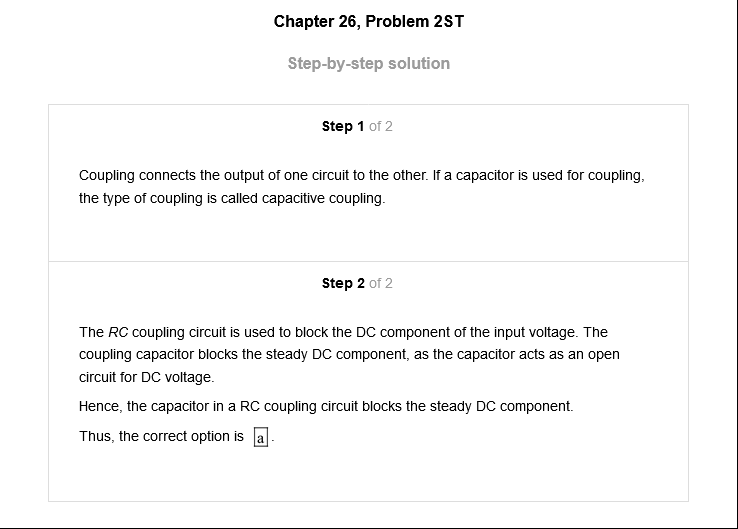 Chapter 26, Problem 2ST
Step-by-step solution
Step 1 of 2
Coupling connects the output of one circuit to the other. If a capacitor is used for coupling,
the type of coupling is called capacitive coupling.
Step 2 of 2
The RC coupling circuit is used to block the DC component of the input voltage. The
coupling capacitor blocks the steady DC component, as the capacitor acts as an open
circuit for DC voltage.
Hence, the capacitor in a RC coupling circuit blocks the steady DC component.
Thus, the correct option is a.